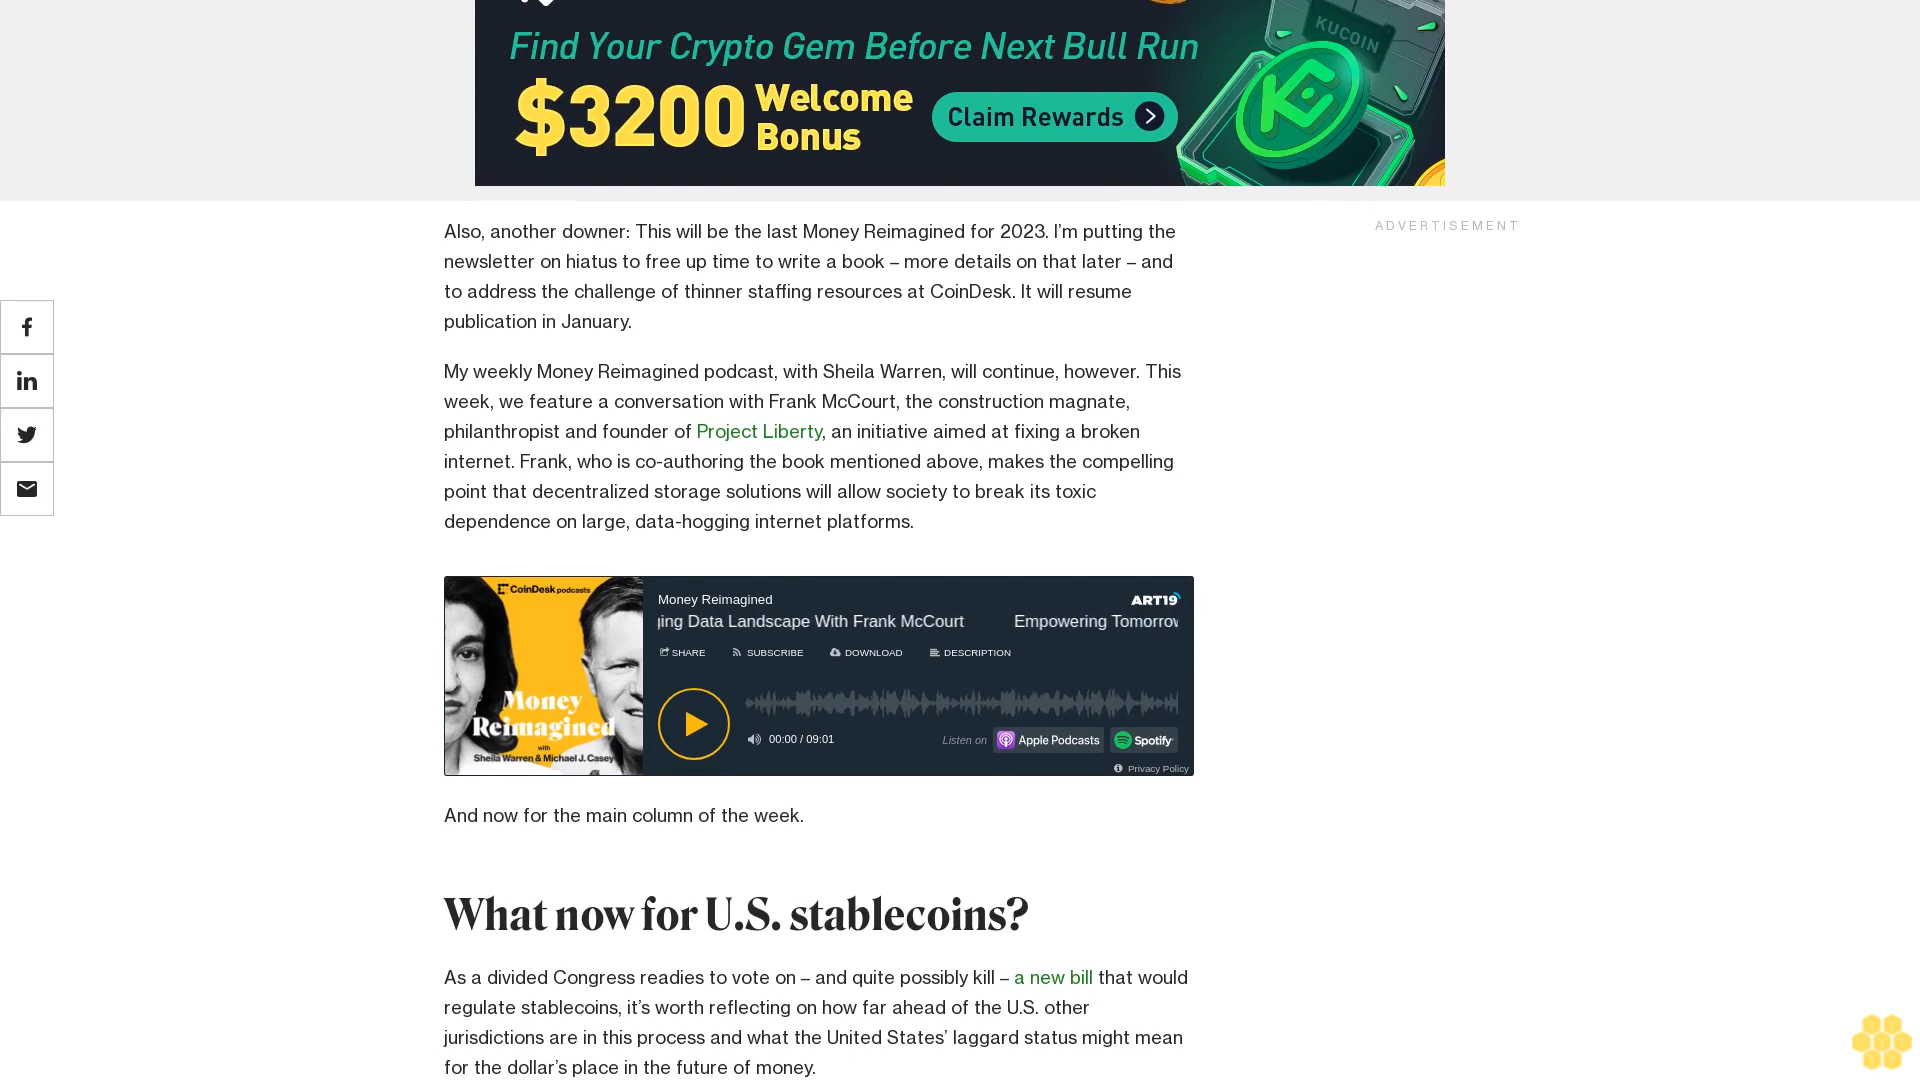 Find Your Crypto Gem Before Next Bull Run
$3200 Welcome Bonus
Claim Rewards
KUCOIN
ADVERTISEMENT
Also, another downer: This will be the last Money Reimagined for 2023. I’m putting the
newsletter on hiatus to free up time to write a book – more details on that later – and
to address the challenge of thinner staffing resources at CoinDesk. It will resume
publication in January.
My weekly Money Reimagined podcast, with Sheila Warren, will continue, however. This
week, we feature a conversation with Frank McCourt, the construction magnate,
philanthropist and founder of Project Liberty, an initiative aimed at fixing a broken
internet. Frank, who is co-authoring the book mentioned above, makes the compelling
point that decentralized storage solutions will allow society to break its toxic
dependence on large, data-hogging internet platforms.
CoinDesk podcasts
Money
Reimagined
with
Sheila Warren & Michael J. Casey
Money Reimagined
ART19
ging Data Landscape With Frank McCourt Empowering Tomorrow
SHARE SUBSCRIBE DOWNLOAD DESCRIPTION
00:00 / 09:01
Listen on Apple Podcasts Spotify
Privacy Policy
And now for the main column of the week.
What now for U.S. stablecoins?
As a divided Congress readies to vote on – and quite possibly kill – a new bill that would
regulate stablecoins, it’s worth reflecting on how far ahead of the U.S. other
jurisdictions are in this process and what the United States’ laggard status might mean
for the dollar’s place in the future of money.